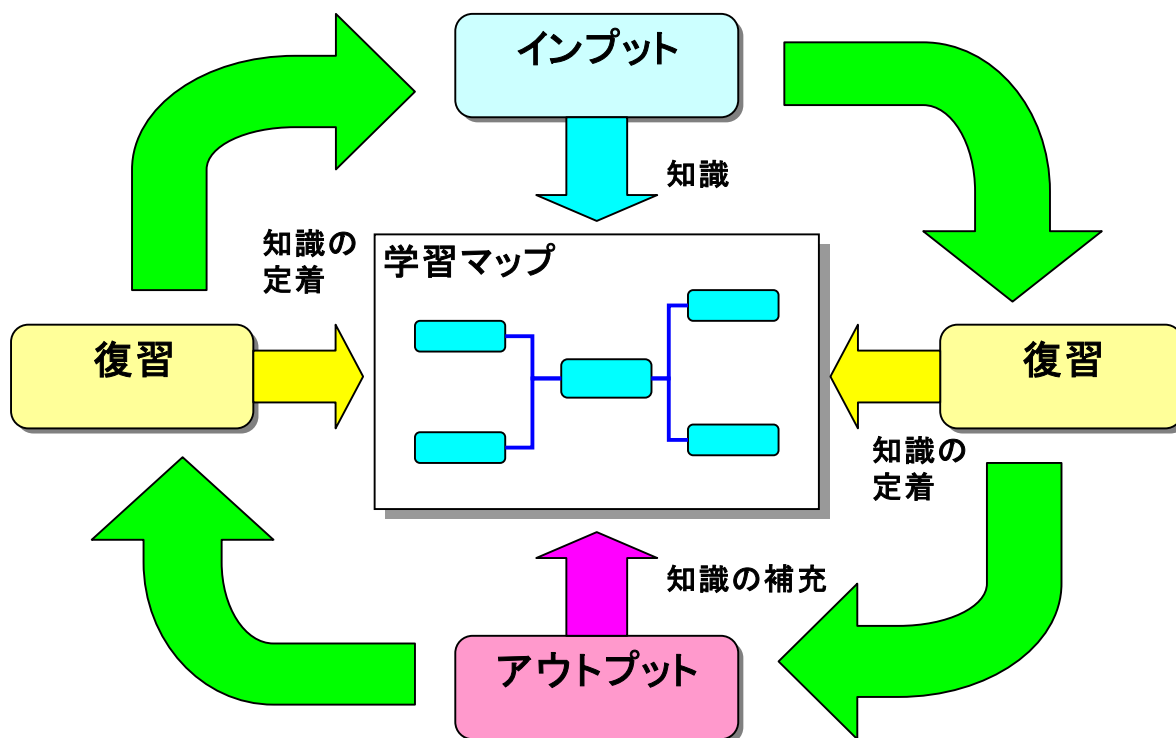 インプット
知識
知識の
定着
学習マップ
復習
復習
知識の
定着
知識の補充
アウトプット